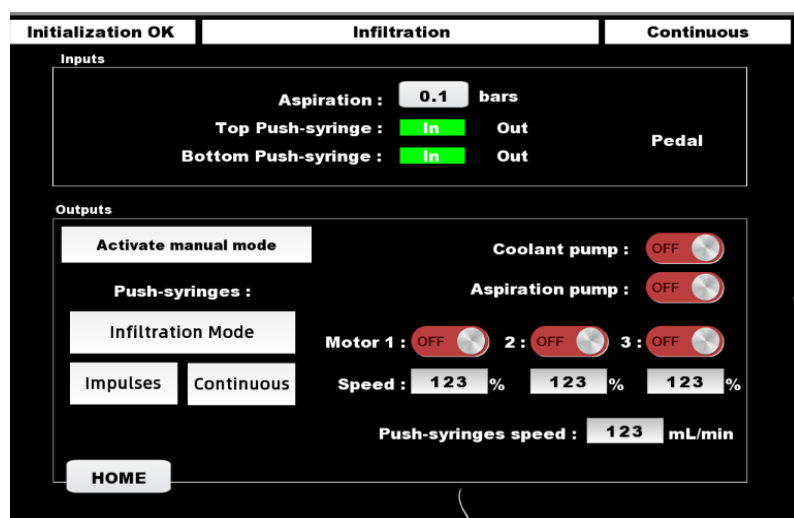 Initialization OK Infiltration Continuous
Inputs
Aspiration : 0.1 bars
Top Push-syringe : In Out
Pedal
Bottom Push-syringe : In Out
Outputs
Activate manual mode
Coolant pump : OFF
Aspiration pump : OFF
Push-syringes :
Infiltration Mode
Motor 1 : OFF 2 : OFF 3 : OFF
Impulses Continuous
Speed : 123 % 123 % 123 %
Push-syringes speed : 123 mL/min
HOME